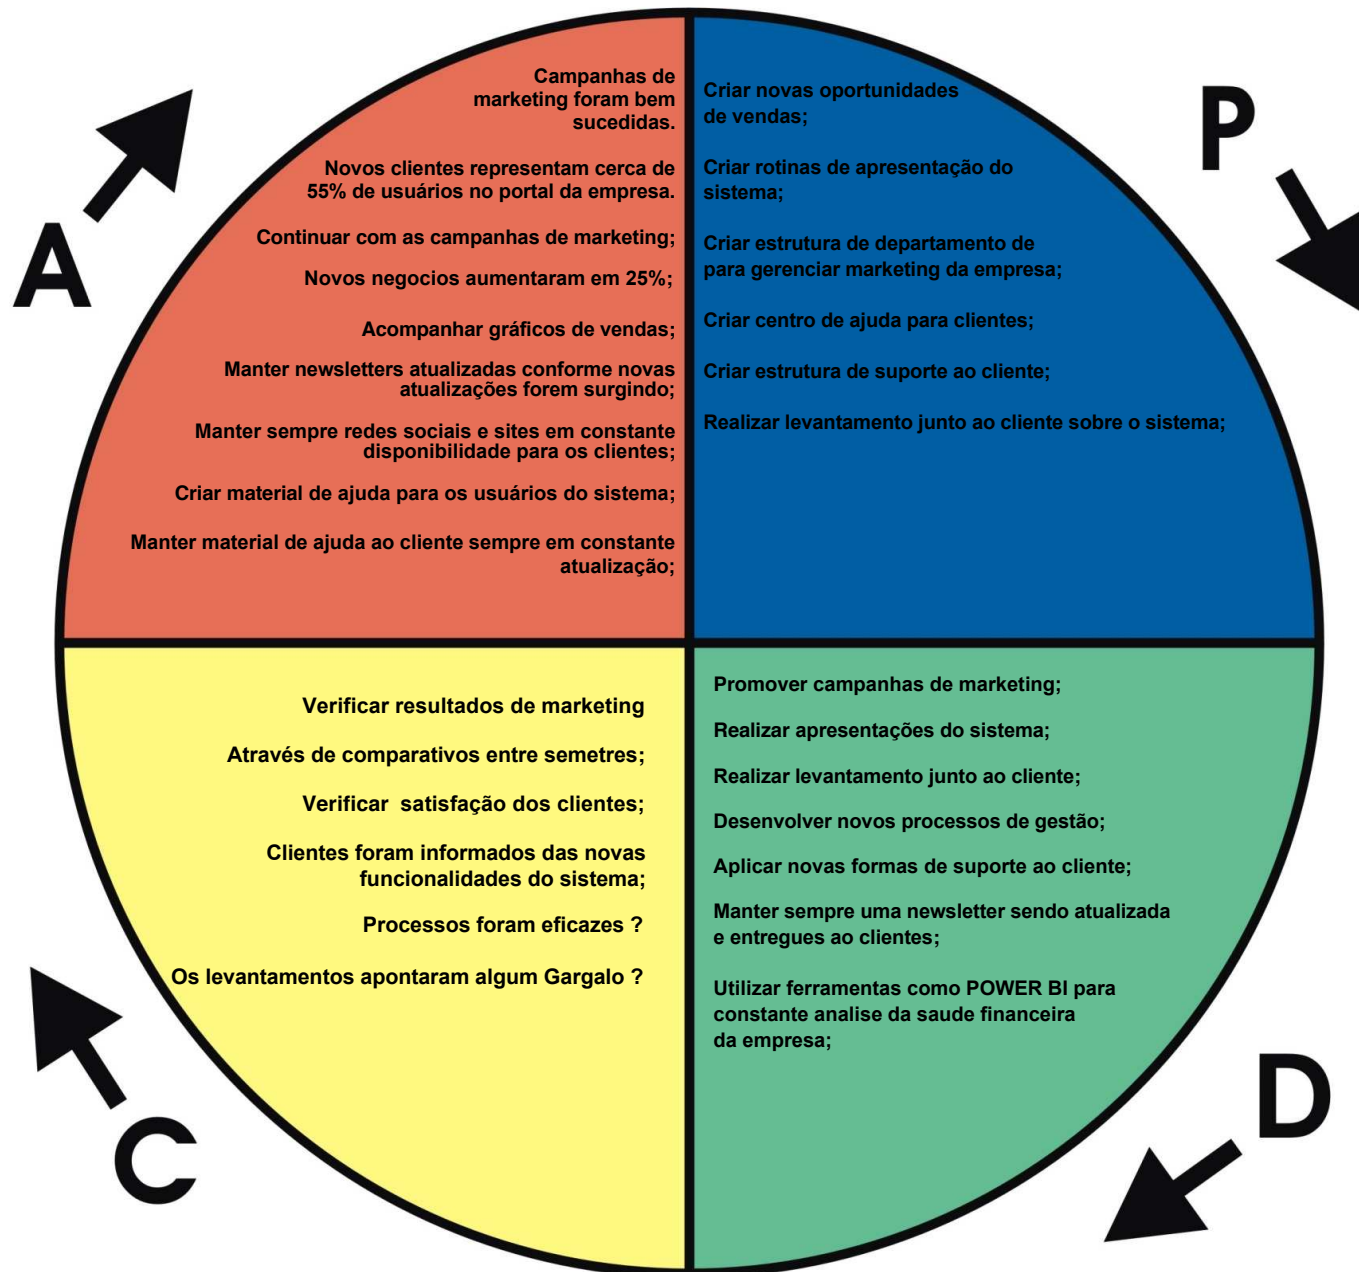 A
Campanhas de
marketing foram bem
sucedidas.
Novos clientes representam cerca de
55% de usuários no portal da empresa.
Continuar com as campanhas de marketing;
Novos negocios aumentaram em 25%;
Acompanhar gráficos de vendas;
Manter newsletters atualizadas conforme novas
atualizações forem surgindo;
Manter sempre redes sociais e sites em constante
disponibilidade para os clientes;
Criar material de ajuda para os usuários do sistema;
Manter material de ajuda ao cliente sempre em constante
atualização;
P
Criar novas oportunidades
de vendas;
Criar rotinas de apresentação do
sistema;
Criar estrutura de departamento de
para gerenciar marketing da empresa;
Criar centro de ajuda para clientes;
Criar estrutura de suporte ao cliente;
Realizar levantamento junto ao cliente sobre o sistema;
C
Verificar resultados de marketing
Através de comparativos entre semetres;
Verificar  satisfação dos clientes;
Clientes foram informados das novas
funcionalidades do sistema;
Processos foram eficazes ?
Os levantamentos apontaram algum Gargalo ?
D
Promover campanhas de marketing;
Realizar apresentações do sistema;
Realizar levantamento junto ao cliente;
Desenvolver novos processos de gestão;
Aplicar novas formas de suporte ao cliente;
Manter sempre uma newsletter sendo atualizada
e entregues ao clientes;
Utilizar ferramentas como POWER BI para
constante analise da saude financeira
da empresa;